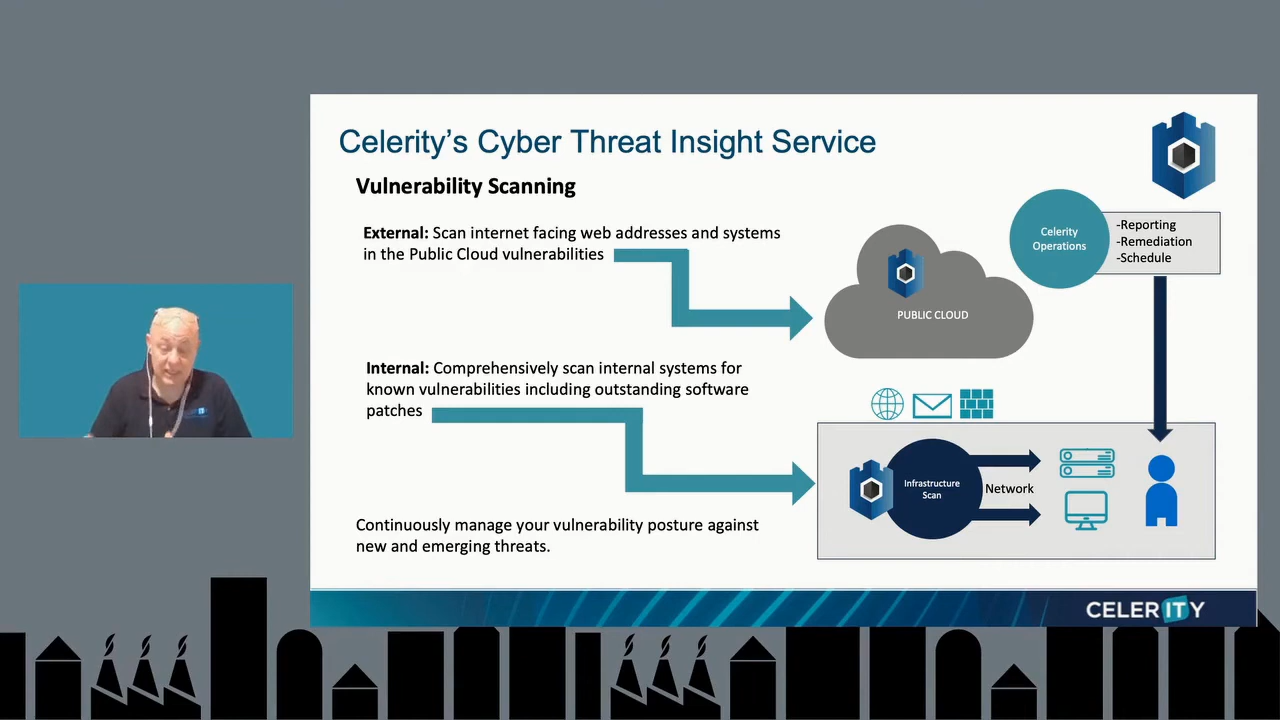 Celerity’s Cyber Threat Insight Service
Vulnerability Scanning
External: Scan internet facing web addresses and systems
in the Public Cloud vulnerabilities
Internal: Comprehensively scan internal systems for
known vulnerabilities including outstanding software
patches
Continuously manage your vulnerability posture against
new and emerging threats.
PUBLIC CLOUD
Celerity
Operations
-Reporting
-Remediation
-Schedule
Infrastructure
Scan
Network
CELERITY